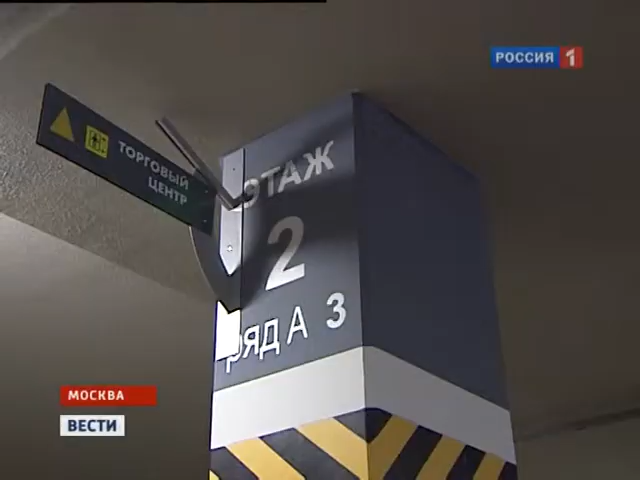 РОССИЯ 1
ТОРГОВЫЙ
ЦЕНТР
ЭТАЖ
2
ряд А 3
МОСКВА
ВЕСТИ